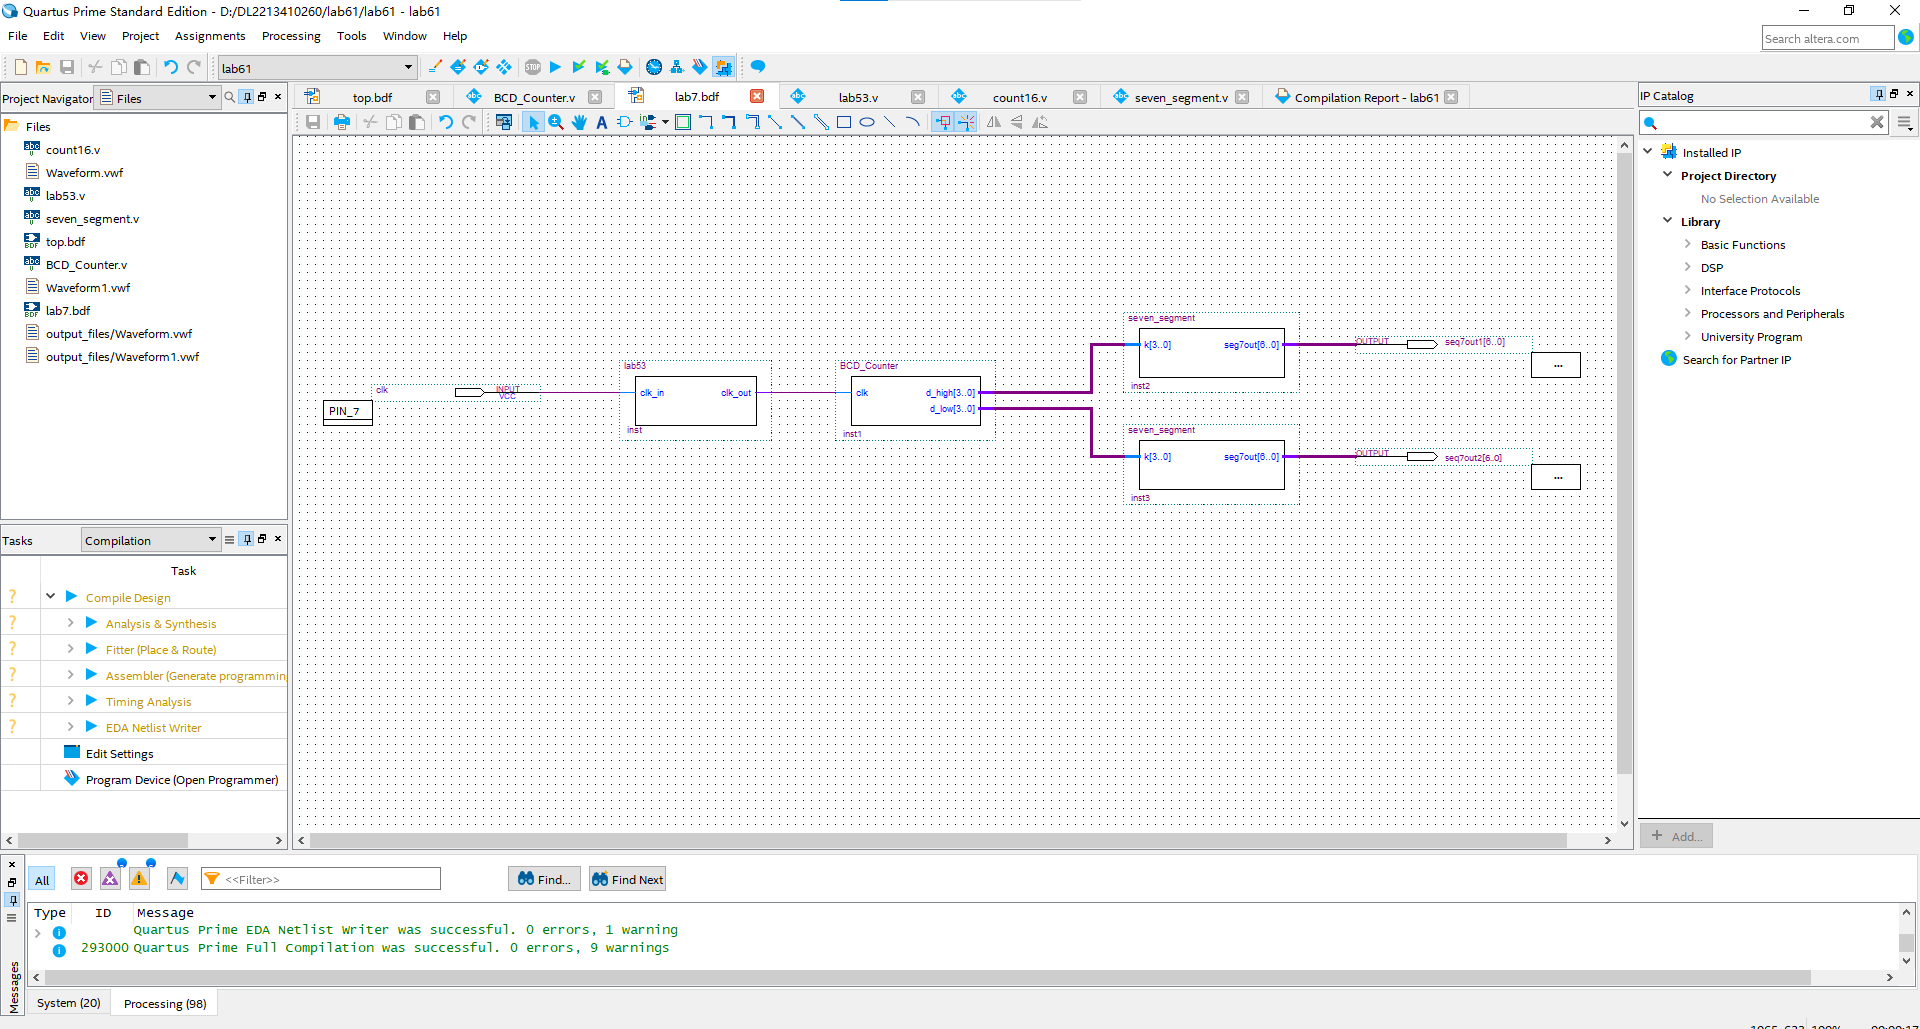 Quartus Prime Standard Edition - D:/DL2213410260/lab61/lab61 - lab61
File Edit View Project Assignments Processing Tools Window Help
Search altera.com
lab61
Project Navigator Files
top.bdf BCD_Counter.v lab7.bdf lab53.v count16.v seven_segment.v Compilation Report - lab61
IP Catalog
Files
count16.v
Waveform.vwf
lab53.v
seven_segment.v
top.bdf
BCD_Counter.v
Waveform1.vwf
lab7.bdf
output_files/Waveform.vwf
output_files/Waveform1.vwf
Tasks Compilation
Task
Compile Design
Analysis & Synthesis
Fitter (Place & Route)
Assembler (Generate programmin
Timing Analysis
EDA Netlist Writer
Edit Settings
Program Device (Open Programmer)
clk
INPUT
VCC
PIN_7
lab53
clk_in clk_out
inst
BCD_Counter
clk d_high[3..0]
d_low[3..0]
inst1
seven_segment
k[3..0] seg7out[6..0]
inst2
OUTPUT seq7out1[6..0]
...
seven_segment
k[3..0] seg7out[6..0]
inst3
OUTPUT seq7out2[6..0]
...
Installed IP
Project Directory
No Selection Available
Library
Basic Functions
DSP
Interface Protocols
Processors and Peripherals
University Program
Search for Partner IP
+ Add...
All <<Filter>> Find... Find Next
Type ID Message
Quartus Prime EDA Netlist Writer was successful. 0 errors, 1 warning
293000 Quartus Prime Full Compilation was successful. 0 errors, 9 warnings
Messages
System (20) Processing (98)